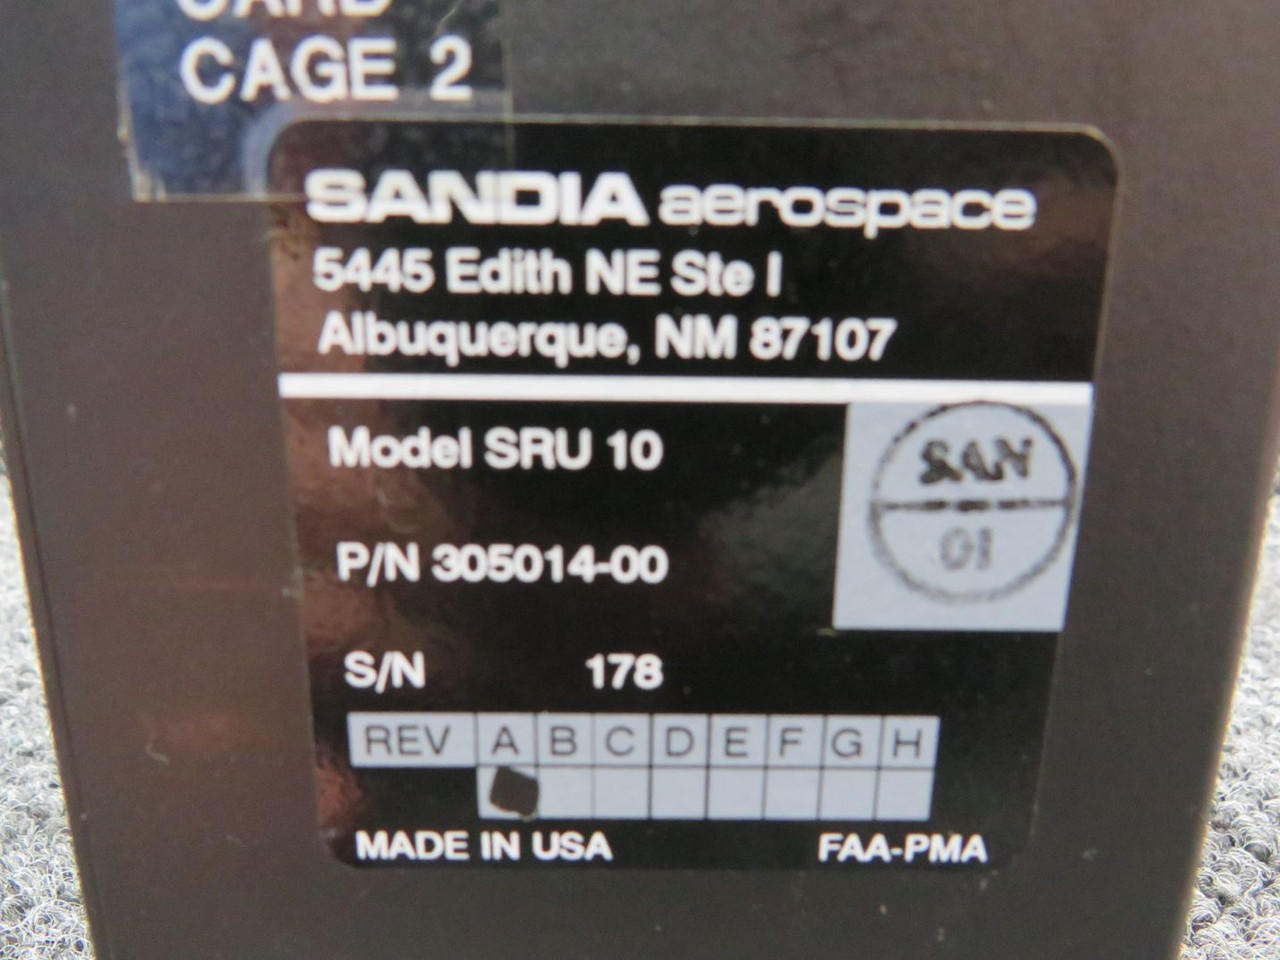 CARD
CAGE 2
SANDIA aerospace
5445 Edith NE Ste I
Albuquerque, NM 87107
Model SRU 10
SAN
01
P/N 305014-00
S/N 178
REV A B C D E F G H
MADE IN USA FAA-PMA